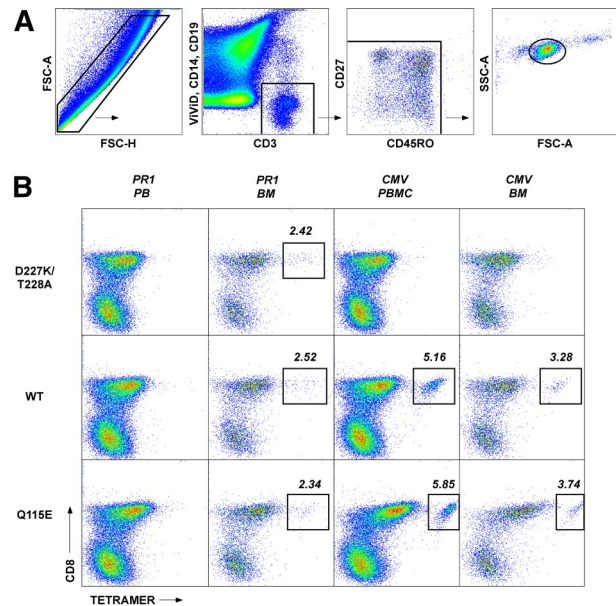 A
FSC-A
FSC-H
ViViD, CD14, CD19
CD3
CD27
CD45RO
SSC-A
FSC-A
B
PR1 PR1 CMV CMV
PB BM PBMC BM
D227K/
T228A
2.42
WT
2.52
5.16
3.28
Q115E
2.34
5.85
3.74
CD8
TETRAMER